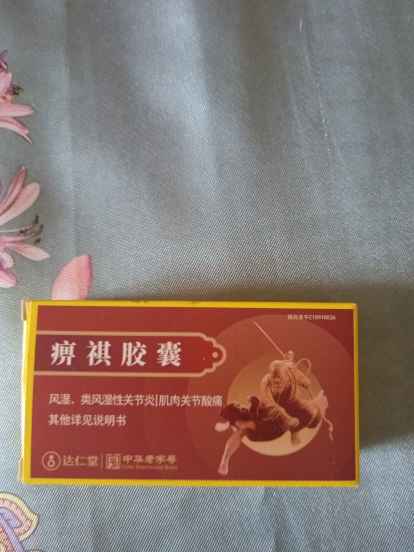 痹祺胶囊
风湿、类风湿性关节炎|肌肉关节酸痛
其他详见说明书
达仁堂
中华老字号